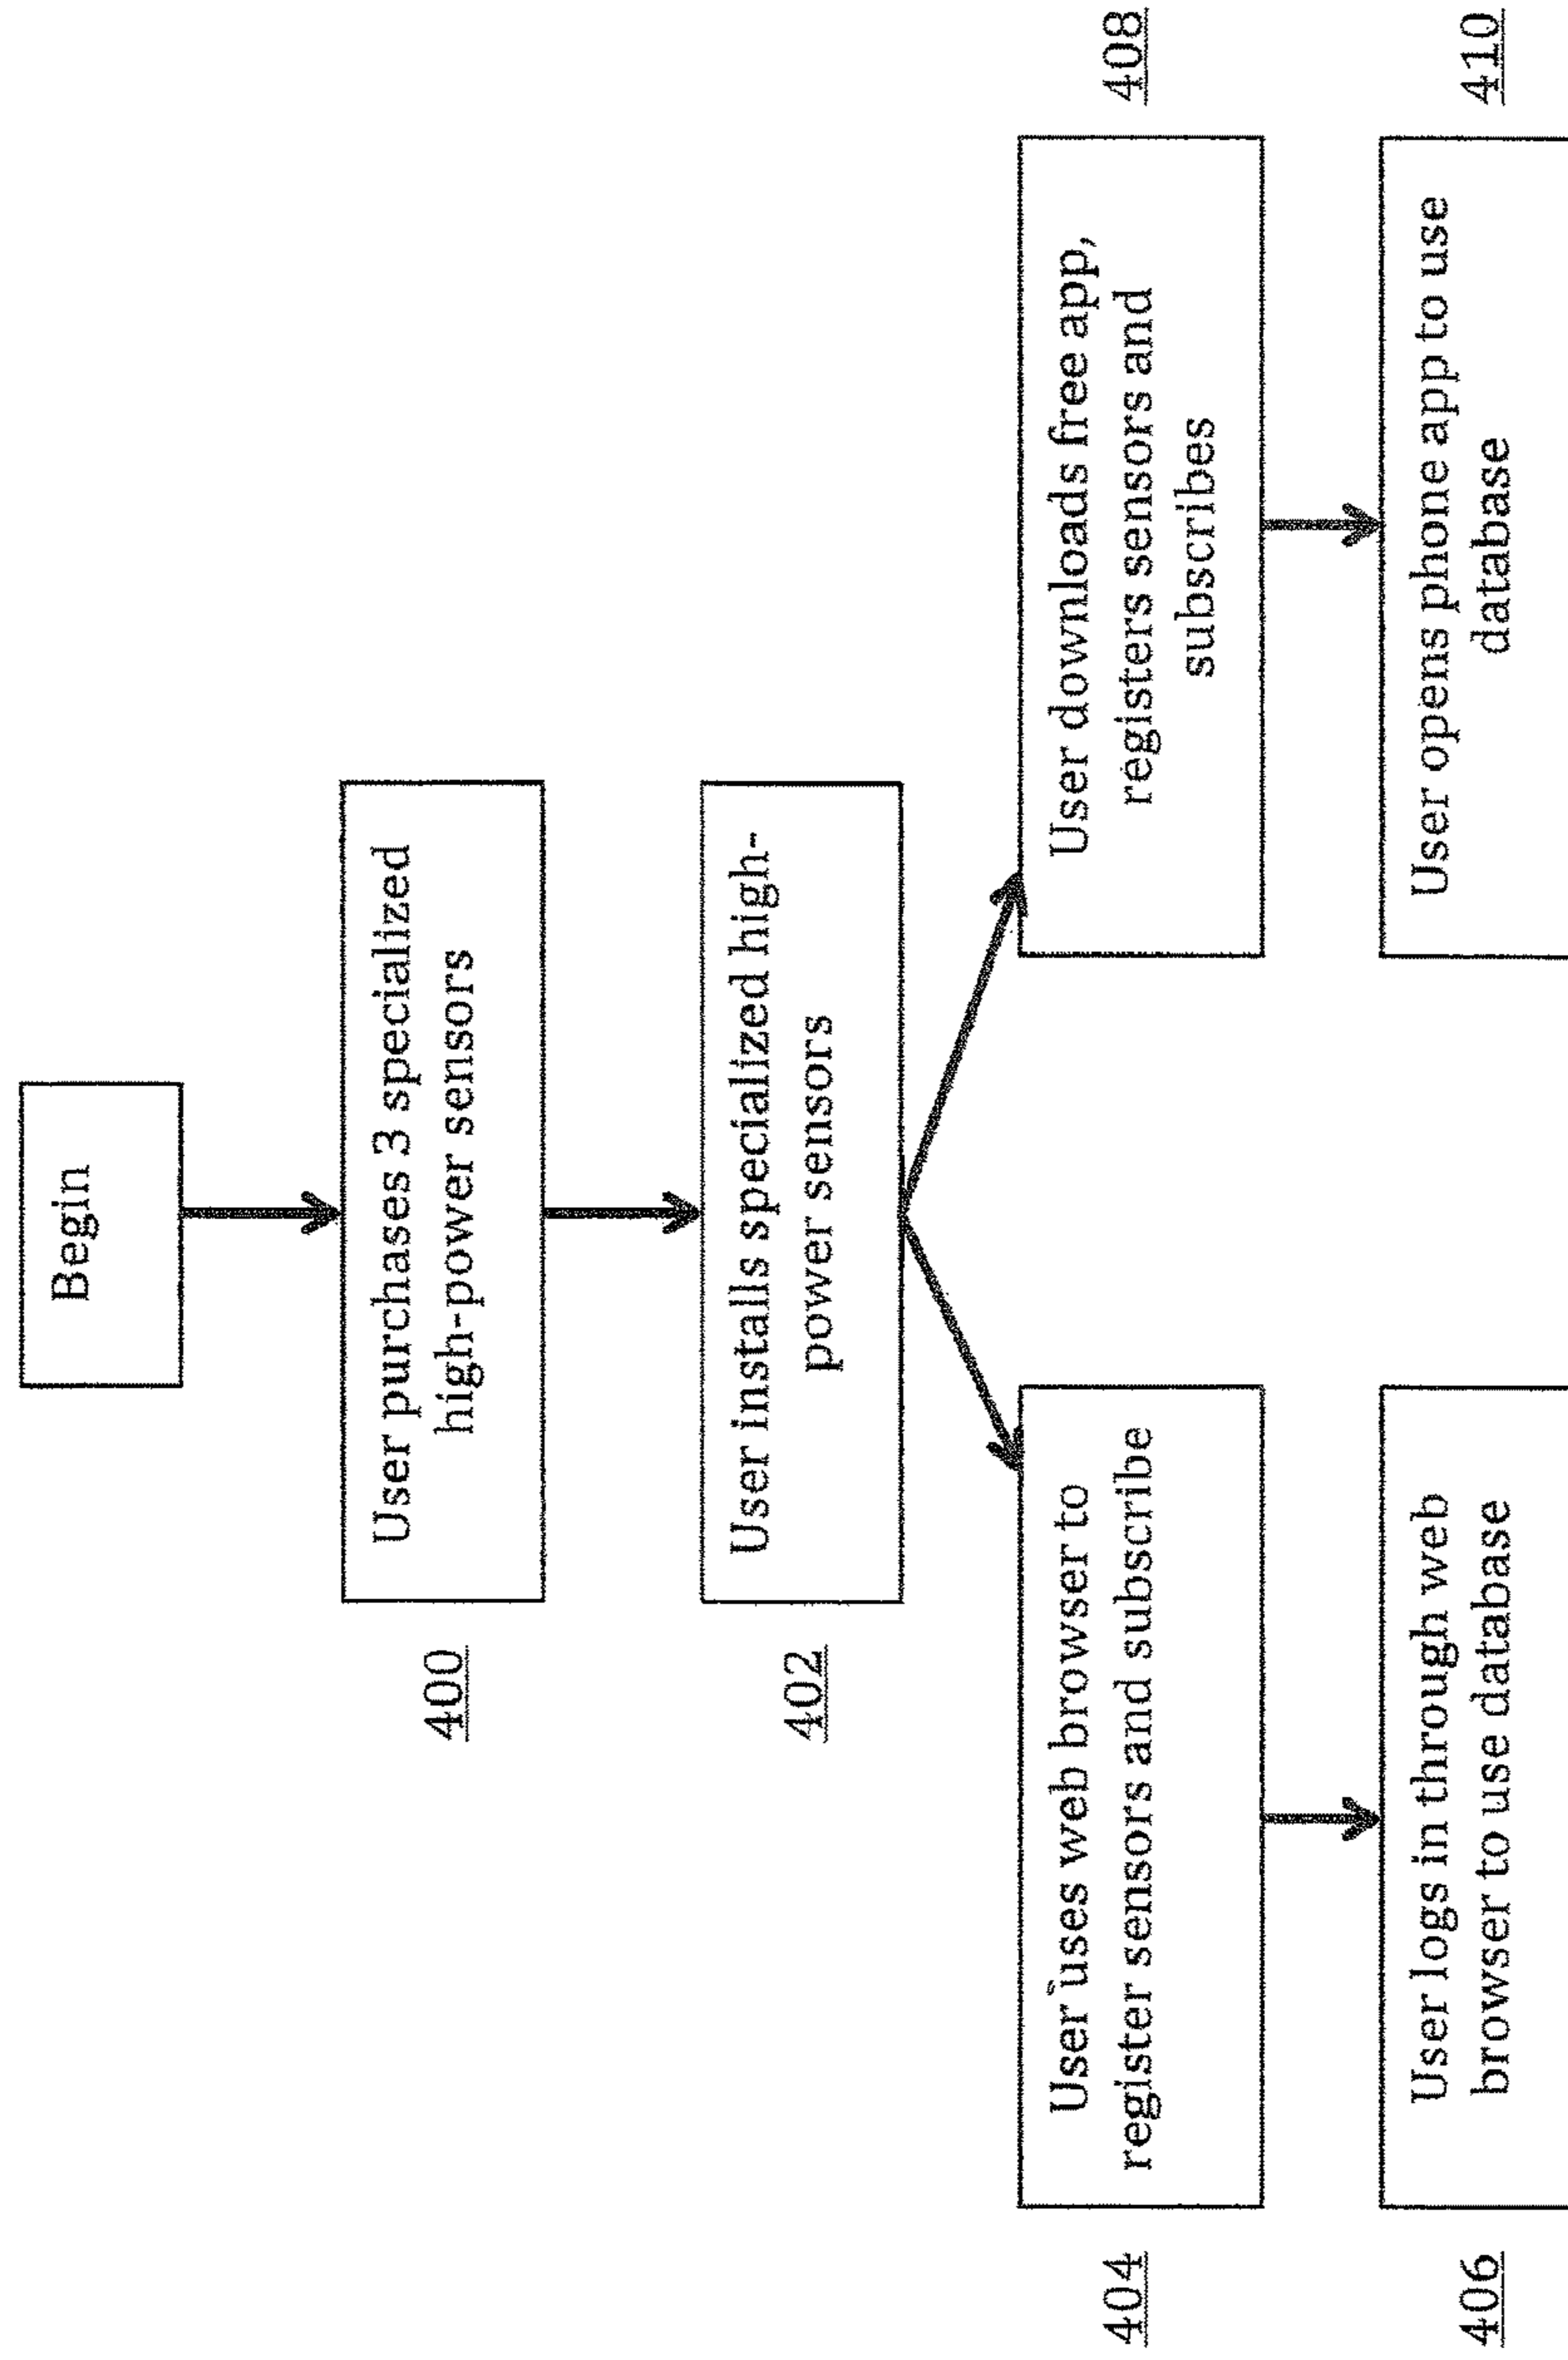 Begin
User purchases 3 specialized
high-power sensors
400
User installs specialized high-
power sensors
402
User uses web browser to
register sensors and subscribe
404
User logs in through web
browser to use database
406
User downloads free app,
registers sensors and
subscribes
408
User opens phone app to use
database
410